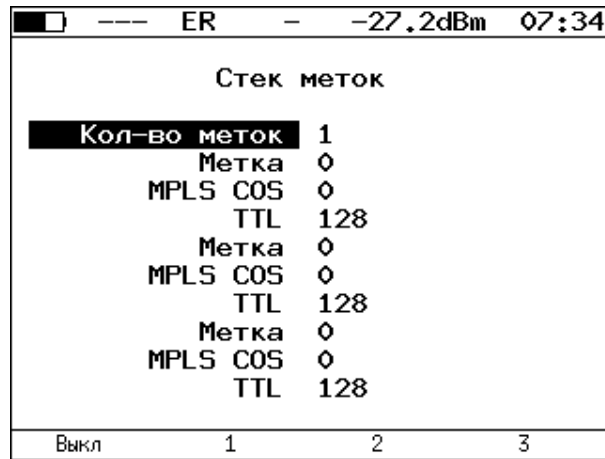 --- ER - -27.2dBm 07:34
Стек меток
Кол-во меток 1
Метка 0
MPLS COS 0
TTL 128
Метка 0
MPLS COS 0
TTL 128
Метка 0
MPLS COS 0
TTL 128
Выкл 1 2 3